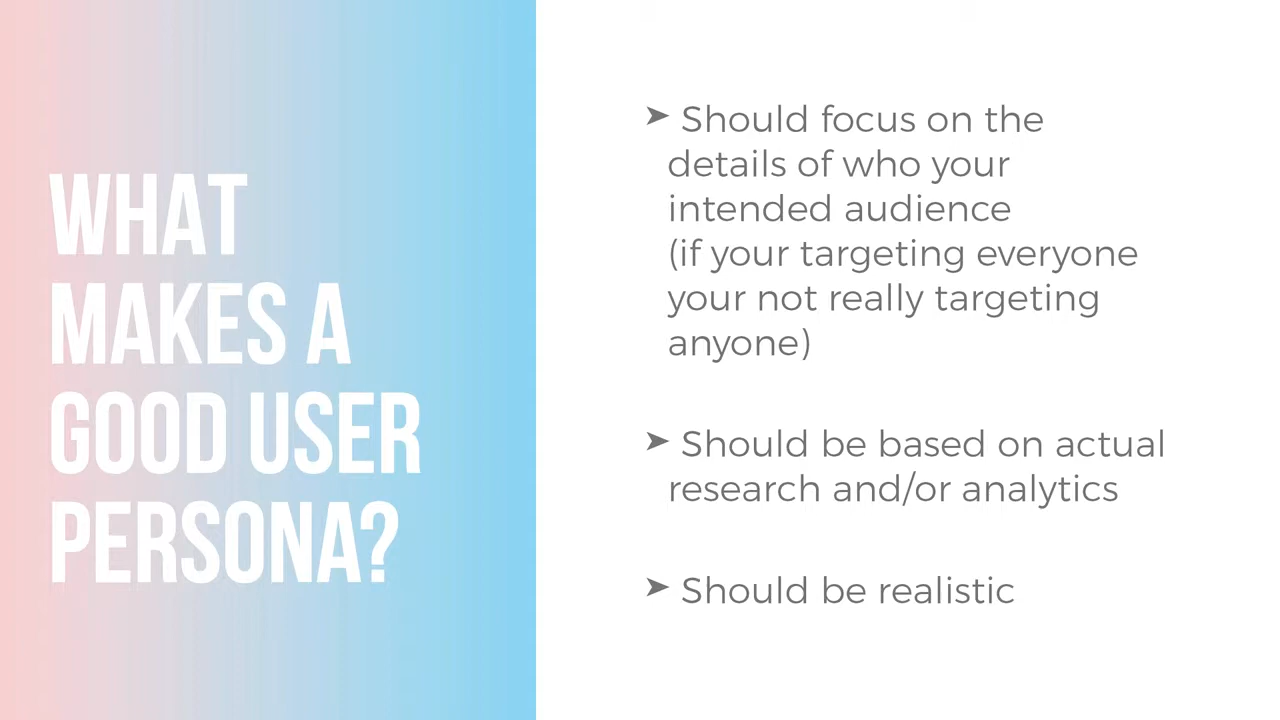 WHAT
MAKES A
GOOD USER
PERSONA?
➤ Should focus on the
details of who your
intended audience
(if your targeting everyone
your not really targeting
anyone)
➤ Should be based on actual
research and/or analytics
➤ Should be realistic